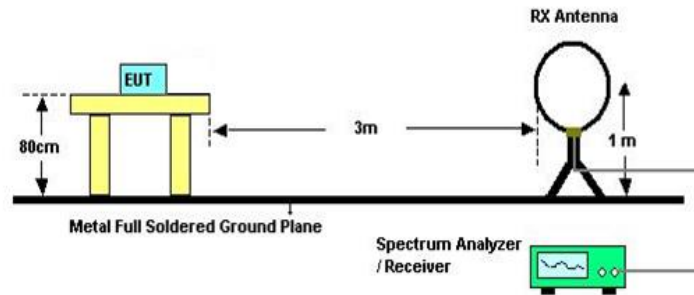 RX Antenna
EUT
80cm
3m
1 m
Metal Full Soldered Ground Plane
Spectrum Analyzer
/ Receiver